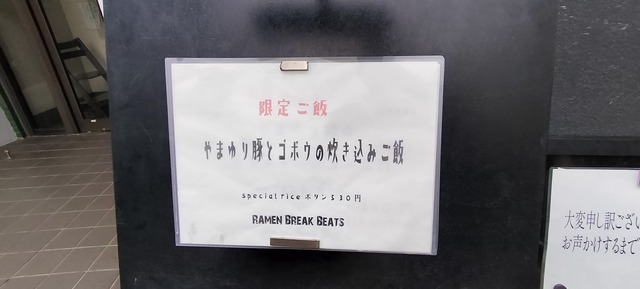 限定ご飯
やまゆり豚とゴボウの炊き込みご飯
special rice ボタン 530円
RAMEN BREAK BEATS
大変申し訳ござい
お声かけするまで